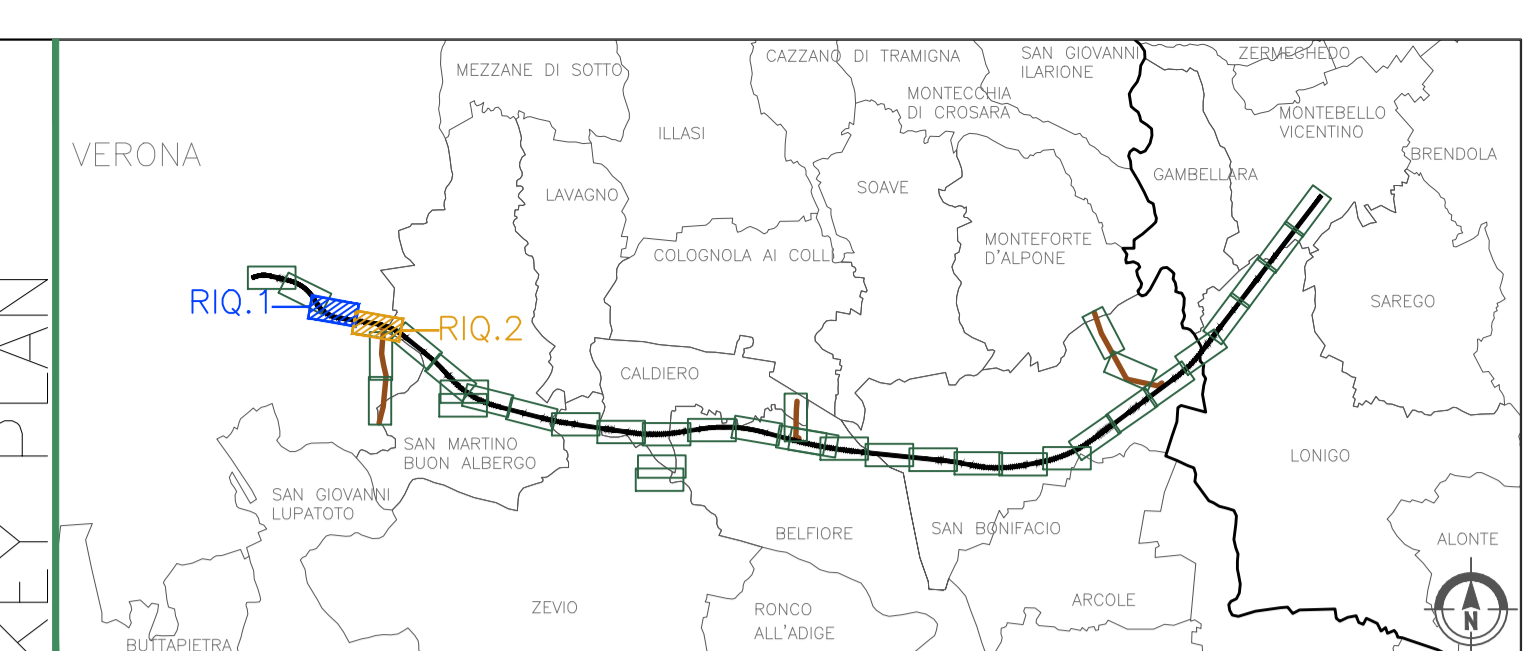 KEY PLAN
CAZZANO DI TRAMIGNA
SAN GIOVANNI
ILARIONE
ZERMEGHEDO
MEZZANE DI SOTTO
MONTECCHIA
DI CROSARA
MONTEBELLO
VICENTINO
ILLASI
VERONA
BRENDOLA
GAMBELLARA
SOAVE
LAVAGNO
MONTEFORTE
D'ALPONE
COLOGNOLA AI COLLI
RIQ.1
SAREGO
RIQ.2
CALDIERO
SAN MARTINO
BUON ALBERGO
LONIGO
SAN GIOVANNI
LUPATOTO
BELFIORE
SAN BONIFACIO
ALONTE
ZEVIO
RONCO
ALL'ADIGE
ARCOLE
N
BUTTAPIETRA